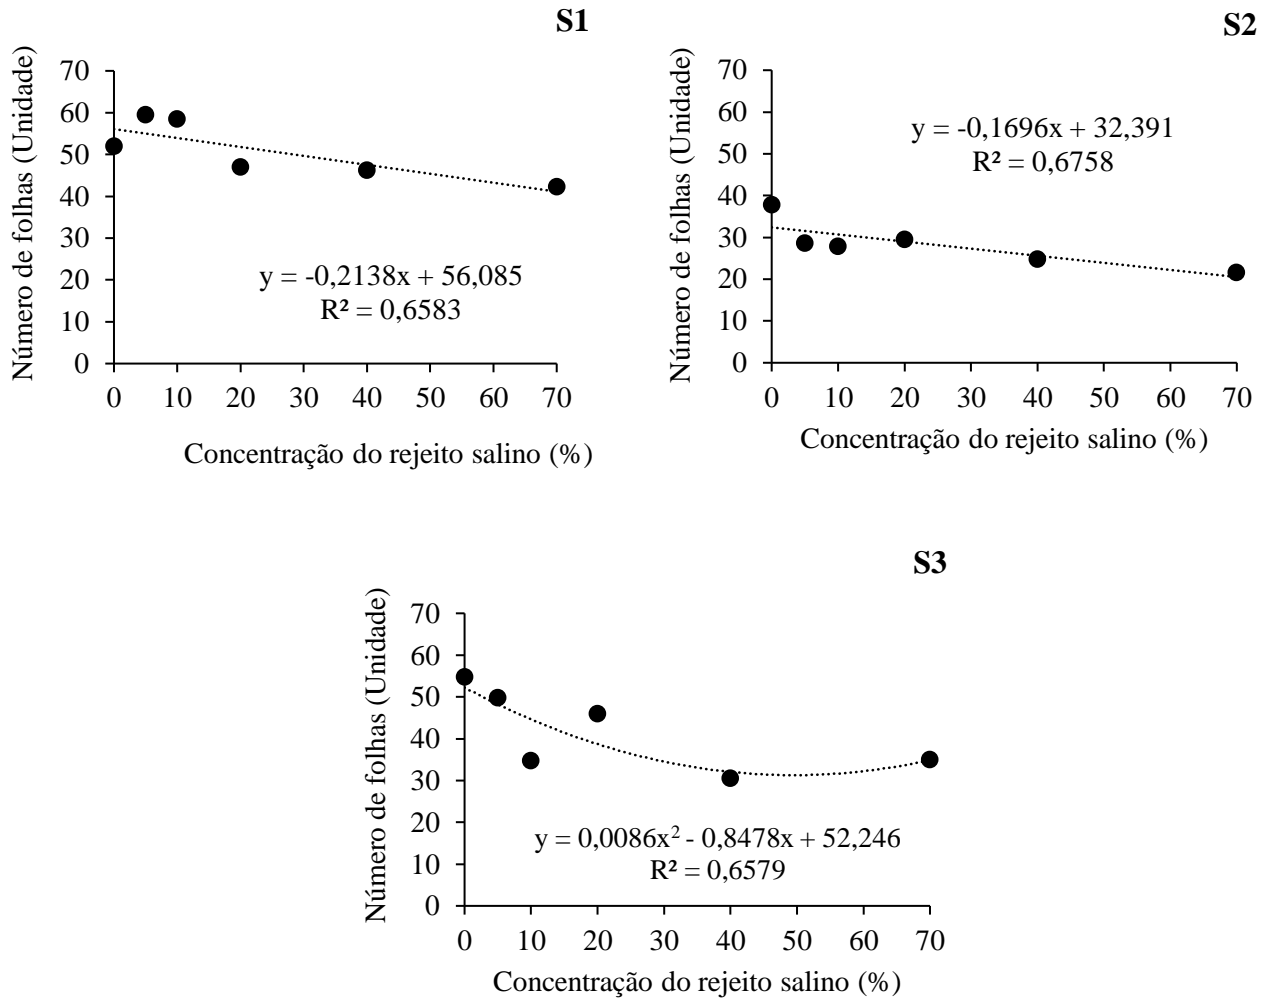 S1
Número de folhas (Unidade)
70
60
50
40
30
20
10
0
y = -0,2138x + 56,085
R² = 0,6583
0 10 20 30 40 50 60 70
Concentração do rejeito salino (%)
S2
Número de folhas (Unidade)
70
60
50
40
30
20
10
0
y = -0,1696x + 32,391
R² = 0,6758
0 10 20 30 40 50 60 70
Concentração do rejeito salino (%)
S3
Número de folhas (Unidade)
70
60
50
40
30
20
10
0
y = 0,0086x² - 0,8478x + 52,246
R² = 0,6579
0 10 20 30 40 50 60 70
Concentração do rejeito salino (%)